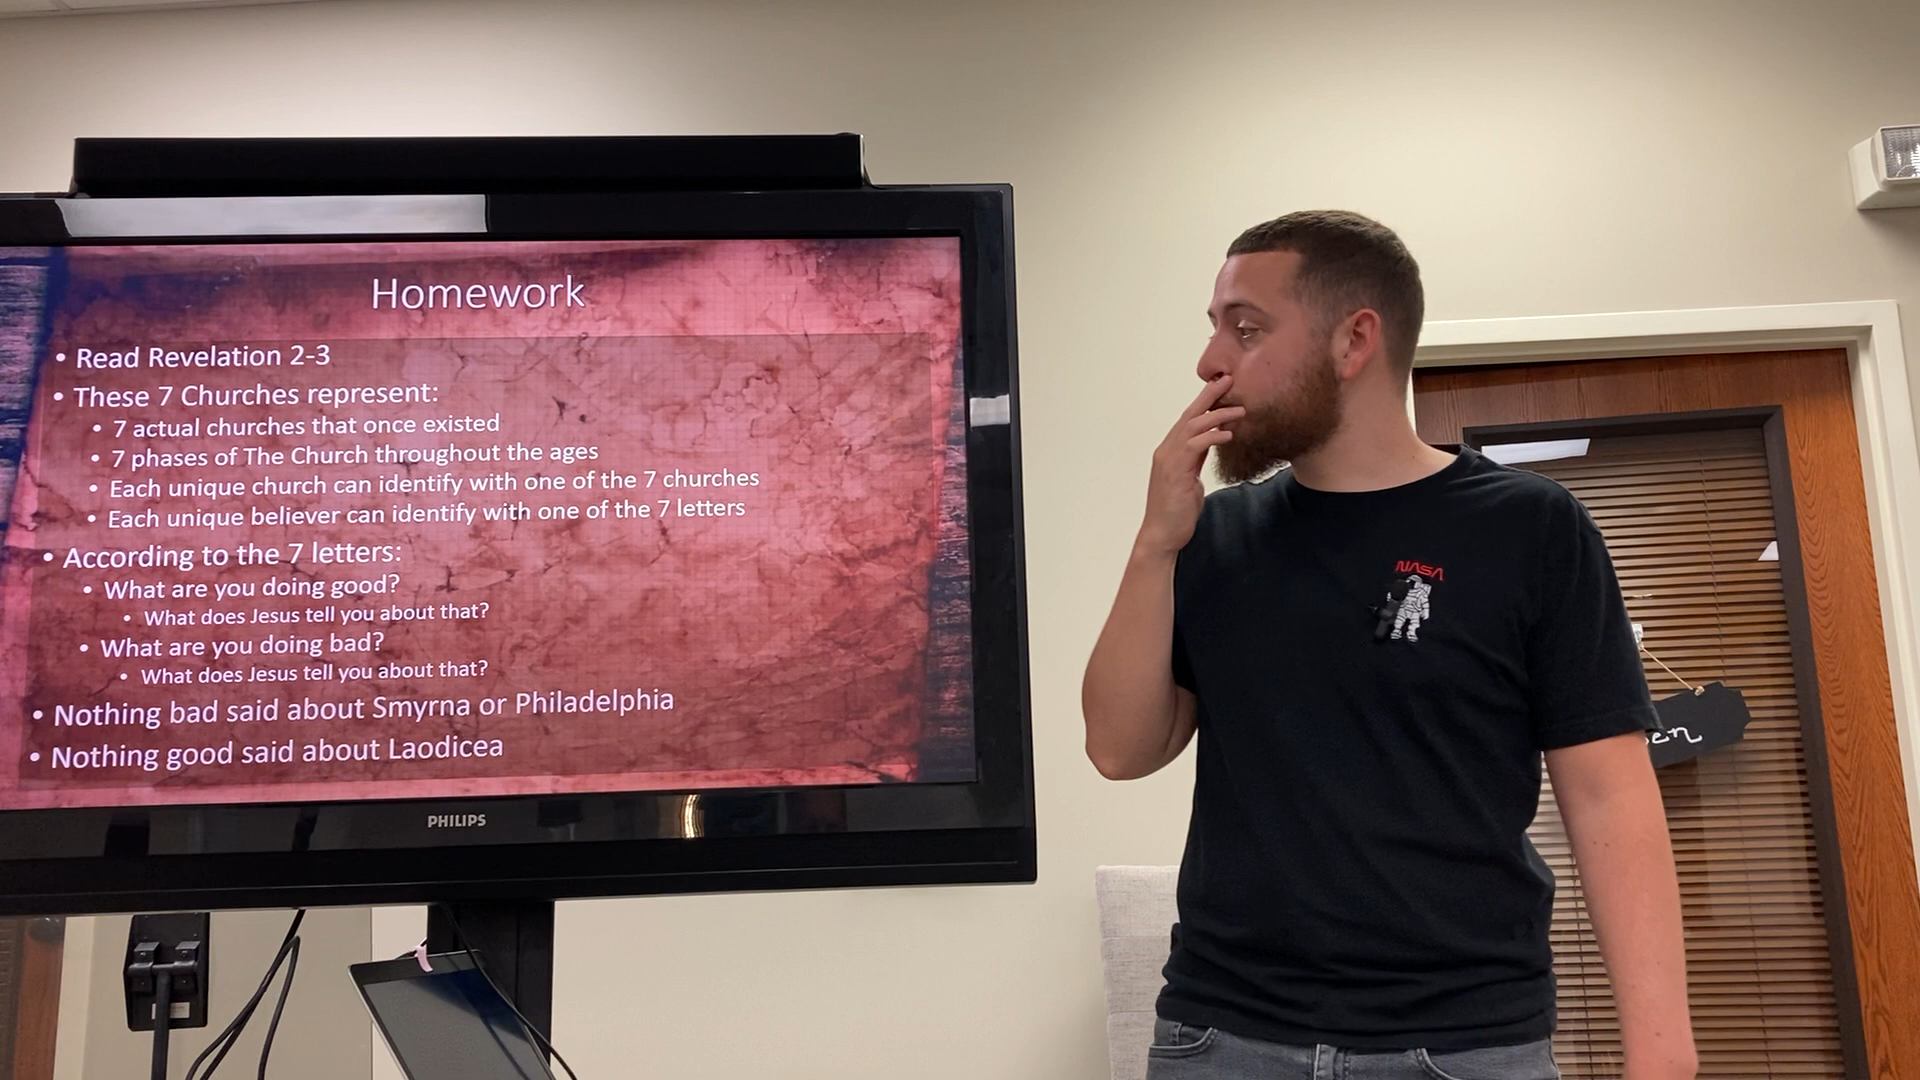 Homework
• Read Revelation 2-3
• These 7 Churches represent:
• 7 actual churches that once existed
• 7 phases of The Church throughout the ages
• Each unique church can identify with one of the 7 churches
• Each unique believer can identify with one of the 7 letters
• According to the 7 letters:
• What are you doing good?
• What does Jesus tell you about that?
• What are you doing bad?
• What does Jesus tell you about that?
• Nothing bad said about Smyrna or Philadelphia
• Nothing good said about Laodicea
PHILIPS
NASA